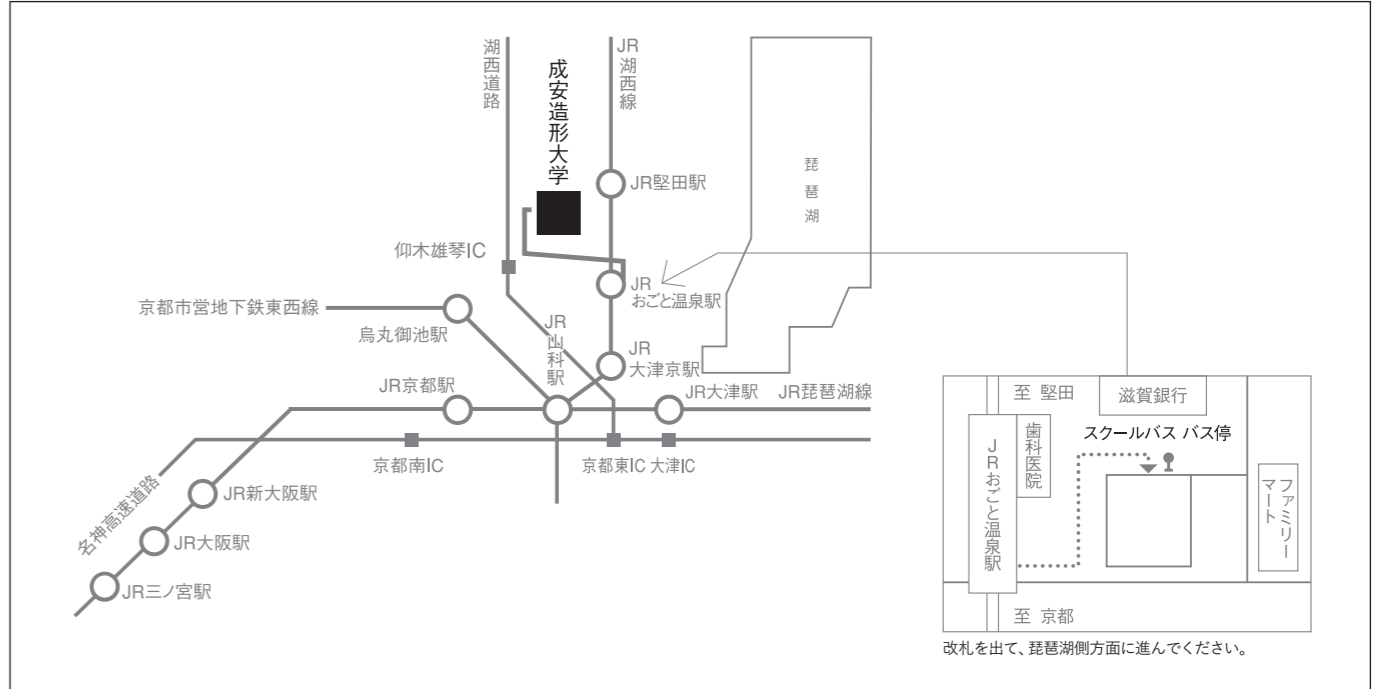 湖西道路
成安造形大学
JR
湖西線
JR堅田駅
琵琶湖
仰木雄琴IC
JR
おごと温泉駅
京都市営地下鉄東西線
烏丸御池駅
JR
山科駅
JR
大津京駅
JR京都駅
JR大津駅
JR琵琶湖線
京都南IC
京都東IC
大津IC
名神高速道路
JR新大阪駅
JR大阪駅
JR三ノ宮駅
至 堅田
滋賀銀行
歯科医院
スクールバス バス停
JRおごと温泉駅
ファミリー
マート
至 京都
改札を出て、琵琶湖側方面に進んでください。